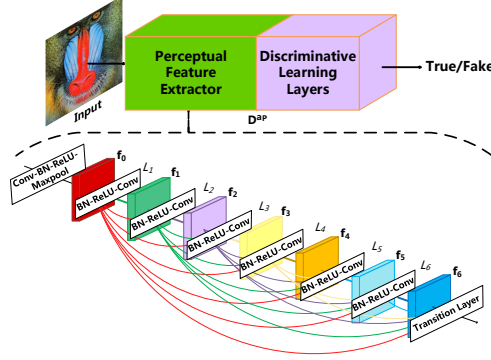 Perceptual
Feature
Extractor
Discriminative
Learning
Layers
True/Fake
Input
D^aP
Conv-BN-ReLU-
Maxpool
f0
L1
f1
BN-ReLU-Conv
L2
f2
BN-ReLU-Conv
L3
f3
BN-ReLU-Conv
L4
f4
BN-ReLU-Conv
L5
f5
BN-ReLU-Conv
L6
f6
BN-ReLU-Conv
Transition Layer